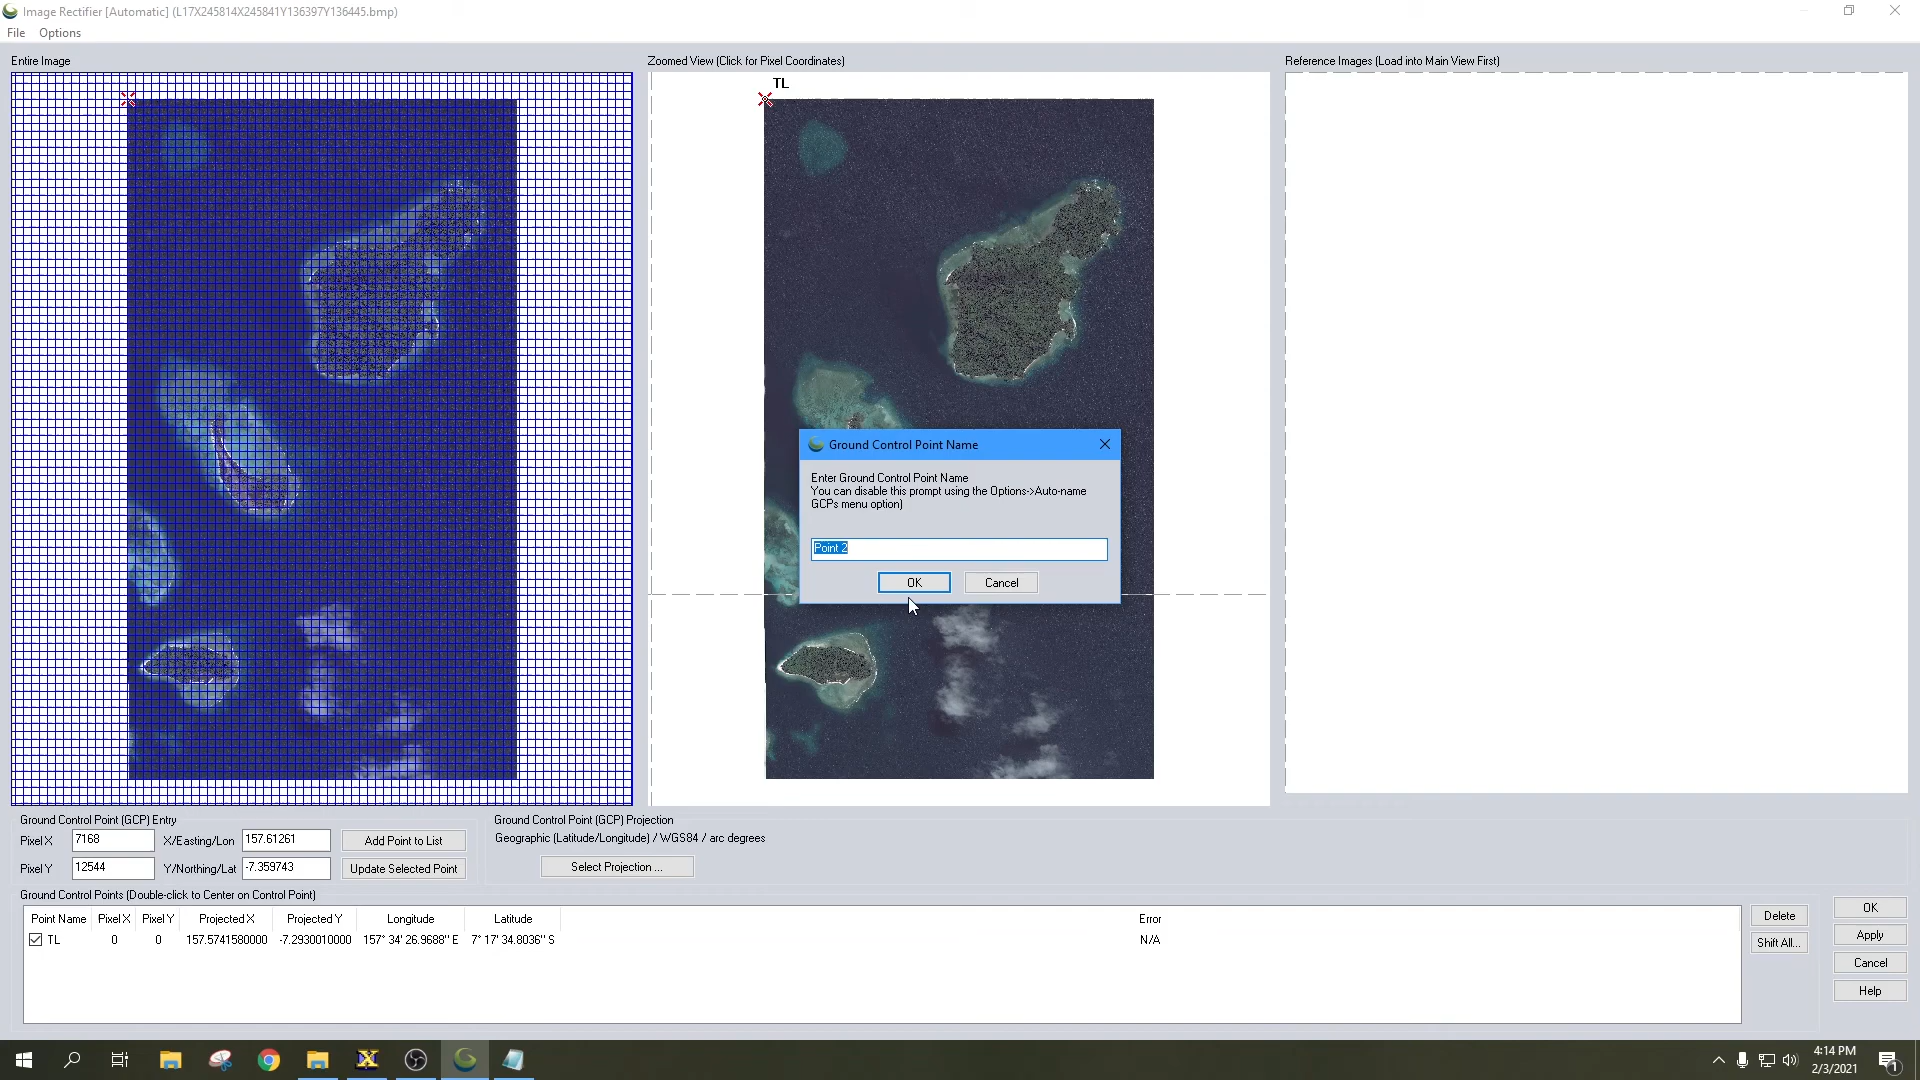 Image Rectifier [Automatic] (L17X245814X245841Y136397Y136445.bmp)
File Options
Entire Image
Zoomed View (Click for Pixel Coordinates)
Reference Images (Load into Main View First)
TL
Ground Control Point Name
Enter Ground Control Point Name
You can disable this prompt using the Options->Auto-name
GCPs menu option)
Point 2
OK
Cancel
Ground Control Point (GCP) Entry
Pixel X 7168 X/Easting/Lon 157.61261 Add Point to List
Pixel Y 12544 Y/Northing/Lat -7.359743 Update Selected Point
Ground Control Point (GCP) Projection
Geographic (Latitude/Longitude) / WGS84 / arc degrees
Select Projection ...
Ground Control Points (Double-click to Center on Control Point)
Point Name Pixel X Pixel Y Projected X Projected Y Longitude Latitude Error
TL 0 0 157.5741580000 -7.2930010000 157° 34' 26.9688" E 7° 17' 34.8036" S N/A
Delete
Shift All...
OK
Apply
Cancel
Help
4:14 PM
2/3/2021
1